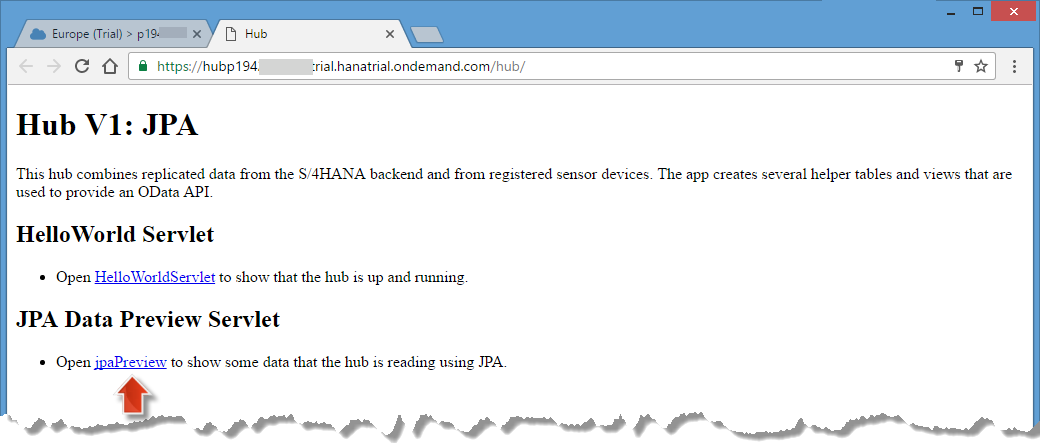 Europe (Trial) > p194
Hub
https://hubp194. trial.hanatrial.ondemand.com/hub/
Hub V1: JPA
This hub combines replicated data from the S/4HANA backend and from registered sensor devices. The app creates several helper tables and views that are
used to provide an OData API.
HelloWorld Servlet
• Open HelloWorldServlet to show that the hub is up and running.
JPA Data Preview Servlet
• Open jpaPreview to show some data that the hub is reading using JPA.